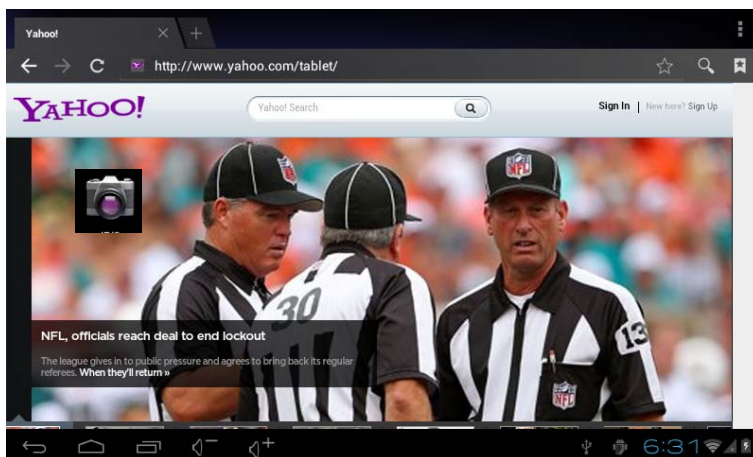 Yahoo!
http://www.yahoo.com/tablet/
YAHOO!
Yahoo! Search
Sign In | New here? Sign Up
NFL
NFL
30
13
NFL, officials reach deal to end lockout
The league gives in to public pressure and agrees to bring back its regular
referees. When they'll return »
NFL
6:31